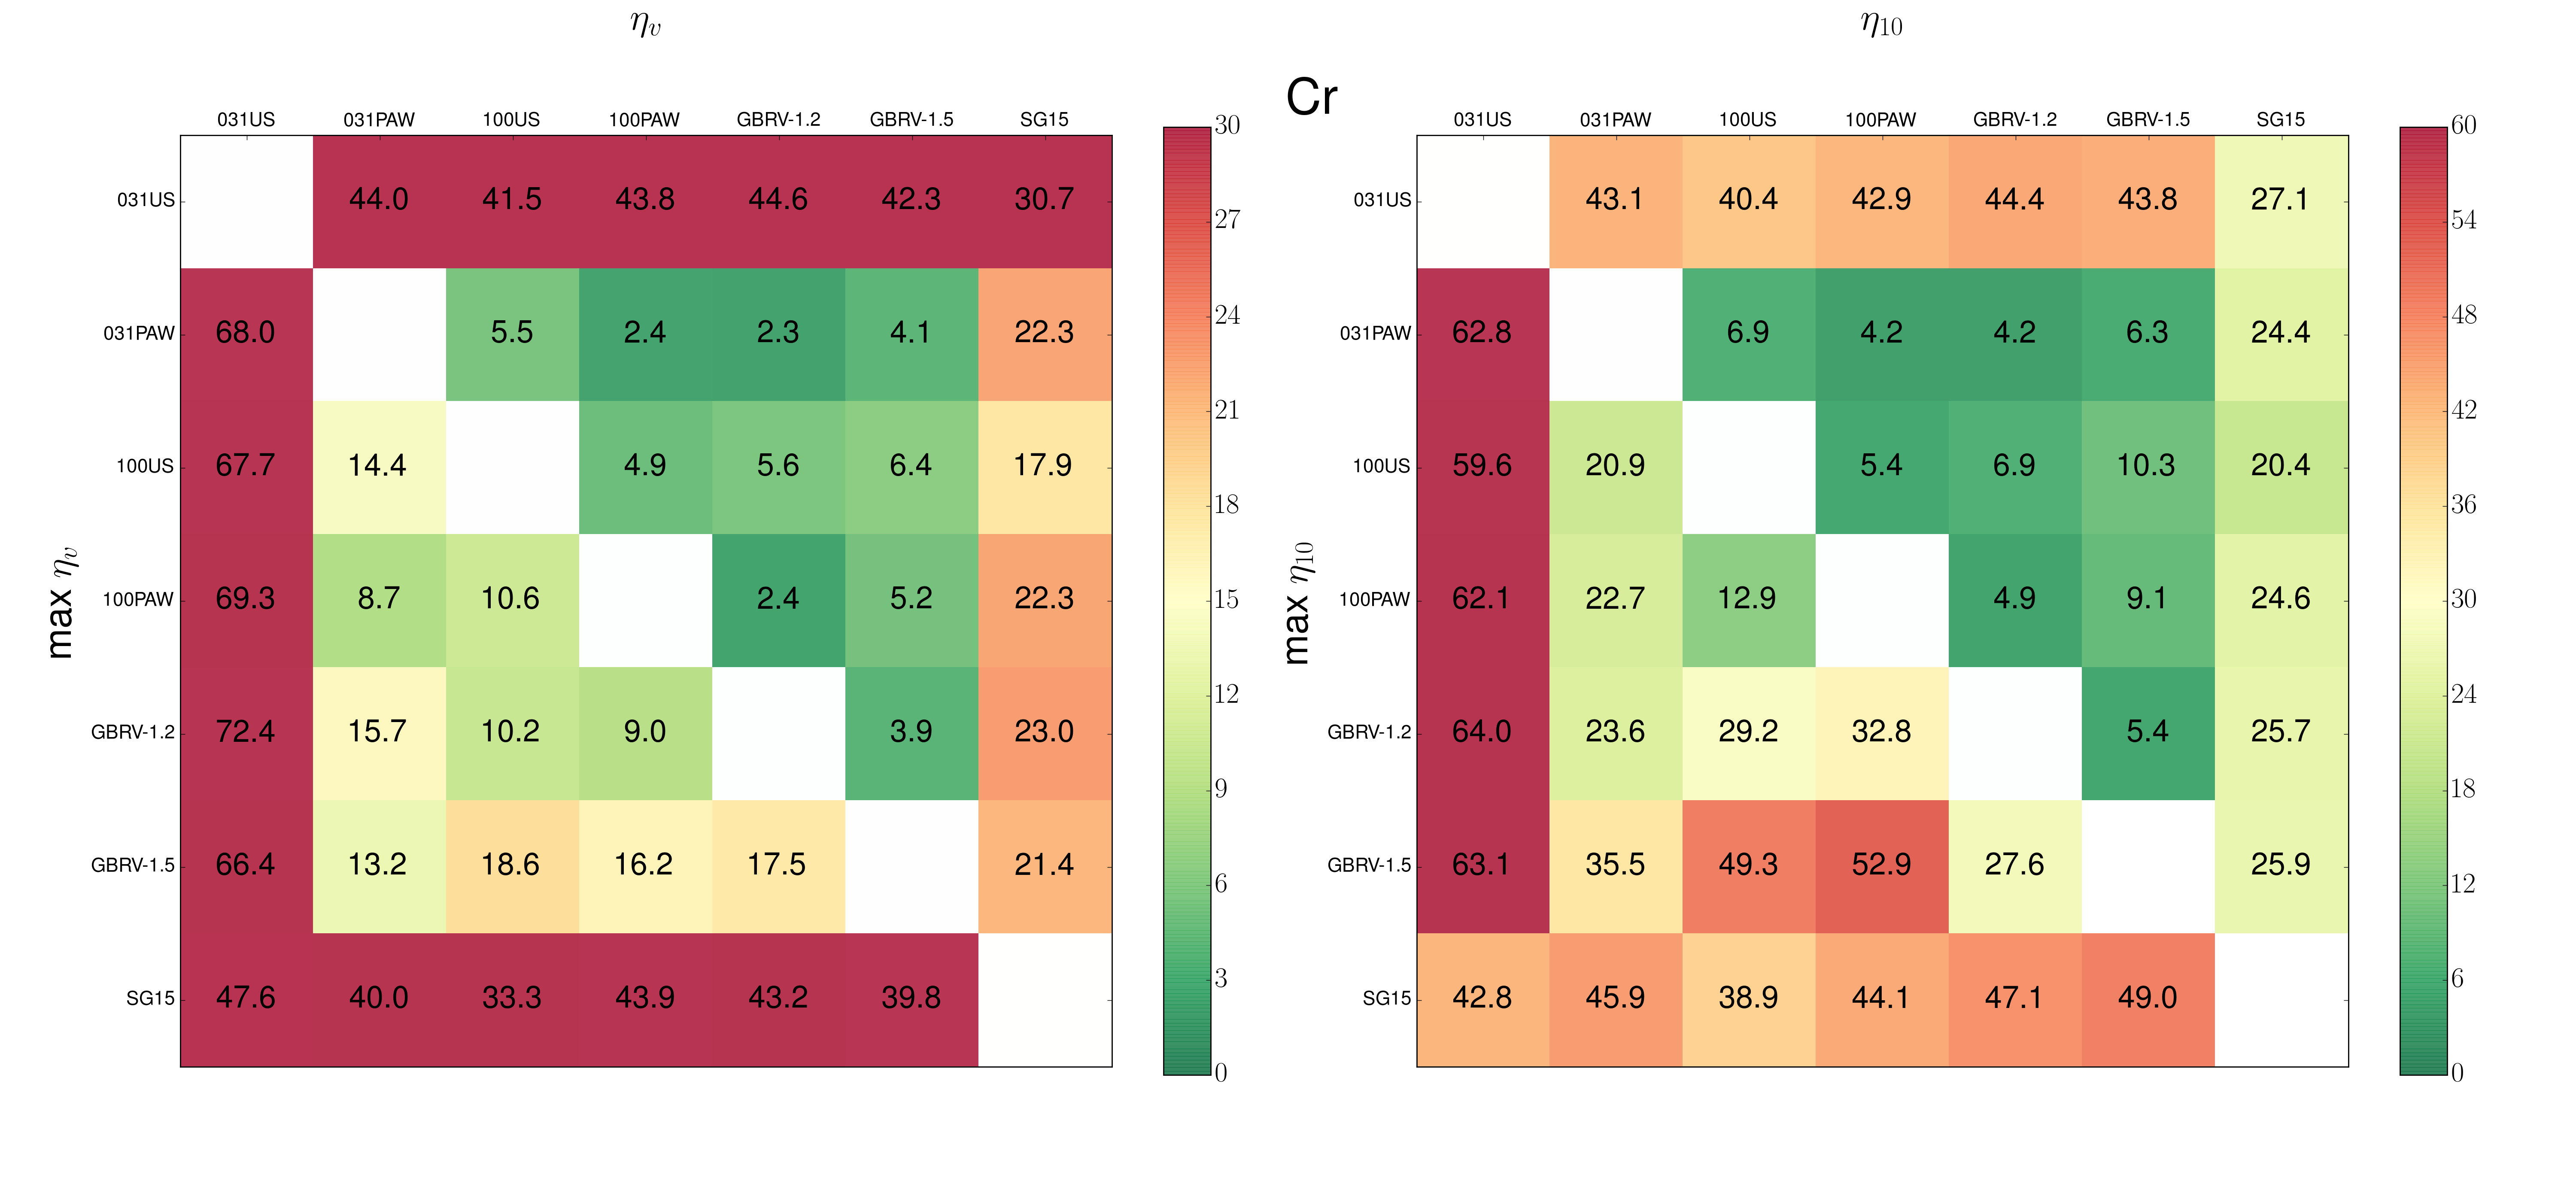 η_v
η_10
Cr
031US 031PAW 100US 100PAW GBRV-1.2 GBRV-1.5 SG15
031US 44.0 41.5 43.8 44.6 42.3 30.7
031PAW 68.0 5.5 2.4 2.3 4.1 22.3
100US 67.7 14.4 4.9 5.6 6.4 17.9
100PAW 69.3 8.7 10.6 2.4 5.2 22.3
GBRV-1.2 72.4 15.7 10.2 9.0 3.9 23.0
GBRV-1.5 66.4 13.2 18.6 16.2 17.5 21.4
SG15 47.6 40.0 33.3 43.9 43.2 39.8
max η_v
30
27
24
21
18
15
12
9
6
3
0
031US 031PAW 100US 100PAW GBRV-1.2 GBRV-1.5 SG15
031US 43.1 40.4 42.9 44.4 43.8 27.1
031PAW 62.8 6.9 4.2 4.2 6.3 24.4
100US 59.6 20.9 5.4 6.9 10.3 20.4
100PAW 62.1 22.7 12.9 4.9 9.1 24.6
GBRV-1.2 64.0 23.6 29.2 32.8 5.4 25.7
GBRV-1.5 63.1 35.5 49.3 52.9 27.6 25.9
SG15 42.8 45.9 38.9 44.1 47.1 49.0
max η_10
60
54
48
42
36
30
24
18
12
6
0